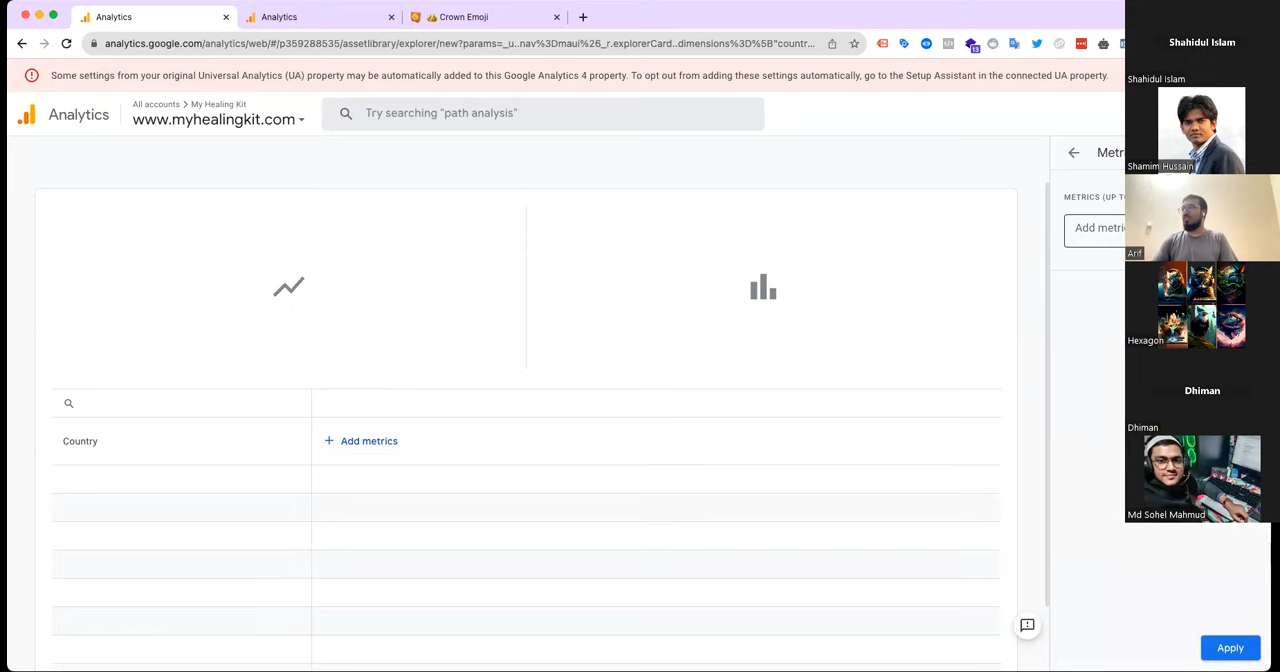 Analytics
Analytics
Crown Emoji
analytics.google.com/analytics/web/#/p359288535/assetlibrary/explorer/new?params=_u..nav%3Dmaui%26_r.explorerCard..dimensions%3D%5B"countr...
13
Some settings from your original Universal Analytics (UA) property may be automatically added to this Google Analytics 4 property. To opt out from adding these settings automatically, go to the Setup Assistant in the connected UA property.
Analytics
All accounts > My Healing Kit
www.myhealingkit.com
Try searching "path analysis"
Metr
METRICS (UP TO
Add metri
Country
+ Add metrics
Apply
Shahidul Islam
Shahidul Islam
Shamim Hussain
Arif
Hexagon
Dhiman
Dhiman
Md Sohel Mahmud